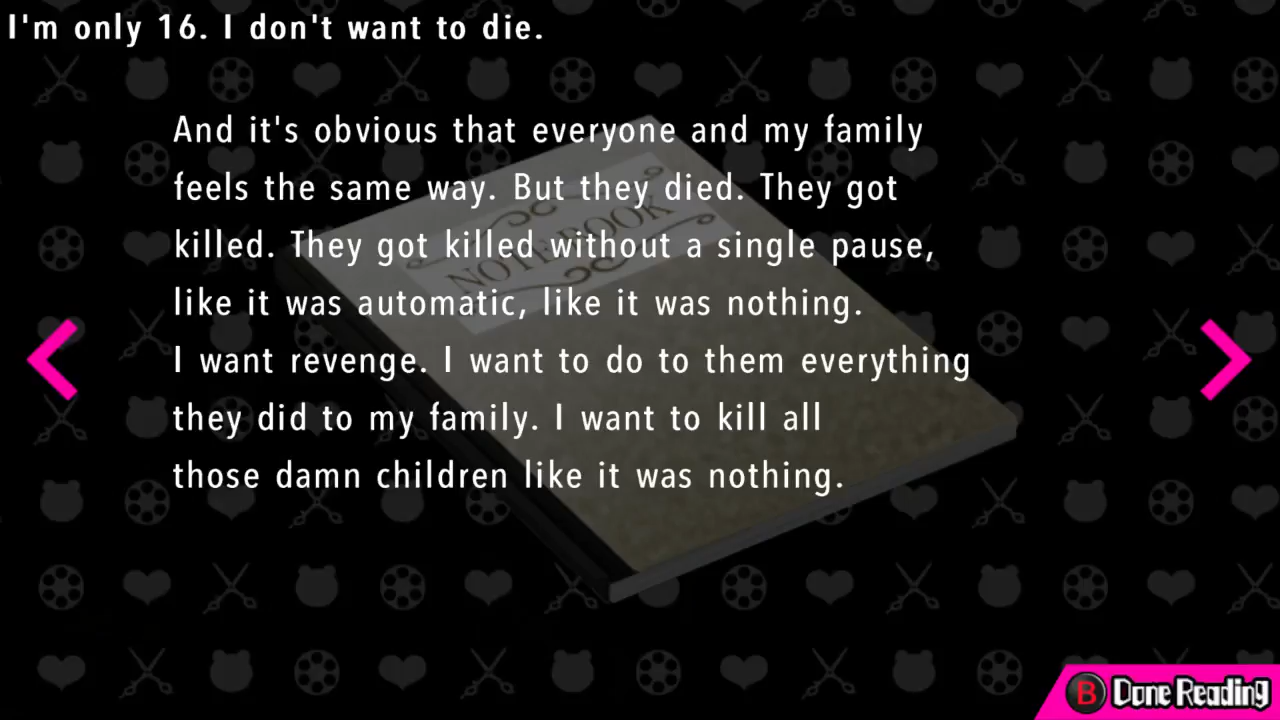 I'm only 16. I don't want to die.
And it's obvious that everyone and my family
feels the same way. But they died. They got
killed. They got killed without a single pause,
like it was automatic, like it was nothing.
I want revenge. I want to do to them everything
they did to my family. I want to kill all
those damn children like it was nothing.
NOTEBOOK
B Done Reading